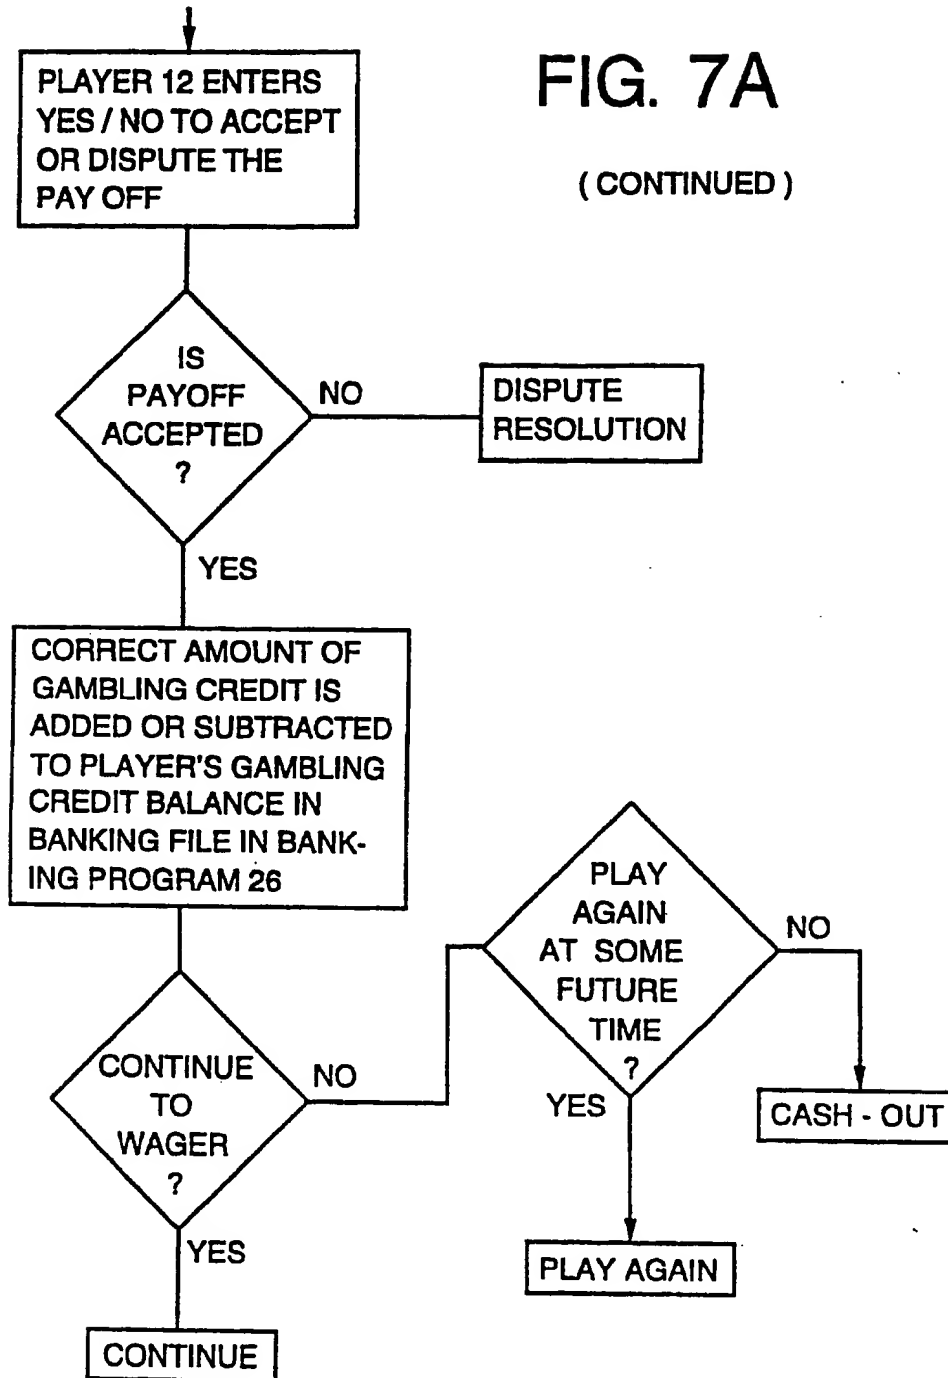 FIG. 7A
( CONTINUED )
PLAYER 12 ENTERS
YES / NO TO ACCEPT
OR DISPUTE THE
PAY OFF
IS
PAYOFF
ACCEPTED
?
NO
DISPUTE
RESOLUTION
YES
CORRECT AMOUNT OF
GAMBLING CREDIT IS
ADDED OR SUBTRACTED
TO PLAYER'S GAMBLING
CREDIT BALANCE IN
BANKING FILE IN BANK-
ING PROGRAM 26
CONTINUE
TO
WAGER
?
NO
PLAY
AGAIN
AT SOME
FUTURE
TIME
?
NO
CASH - OUT
YES
PLAY AGAIN
YES
CONTINUE